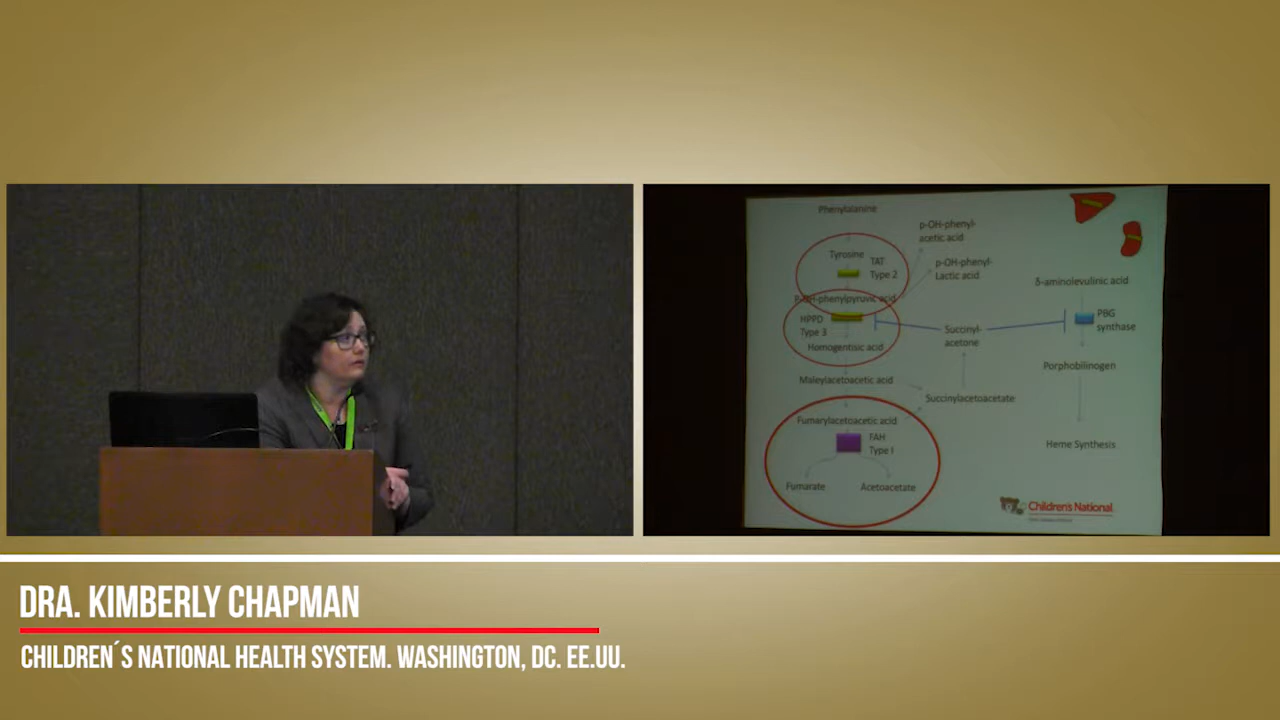 Phenylalanine
p-OH-phenyl-
acetic acid
Tyrosine
TAT
Type 2
p-OH-phenyl-
Lactic acid
δ-aminolevulinic acid
P-OH-phenylpyruvic acid
HPPD
Type 3
PBG
synthase
Succinyl-
acetone
Homogentisic acid
Porphobilinogen
Maleylacetoacetic acid
Succinylacetoacetate
Fumarylacetoacetic acid
FAH
Type I
Heme Synthesis
Fumarate
Acetoacetate
Children's National
DRA. KIMBERLY CHAPMAN
CHILDREN´S NATIONAL HEALTH SYSTEM. WASHINGTON, DC. EE.UU.